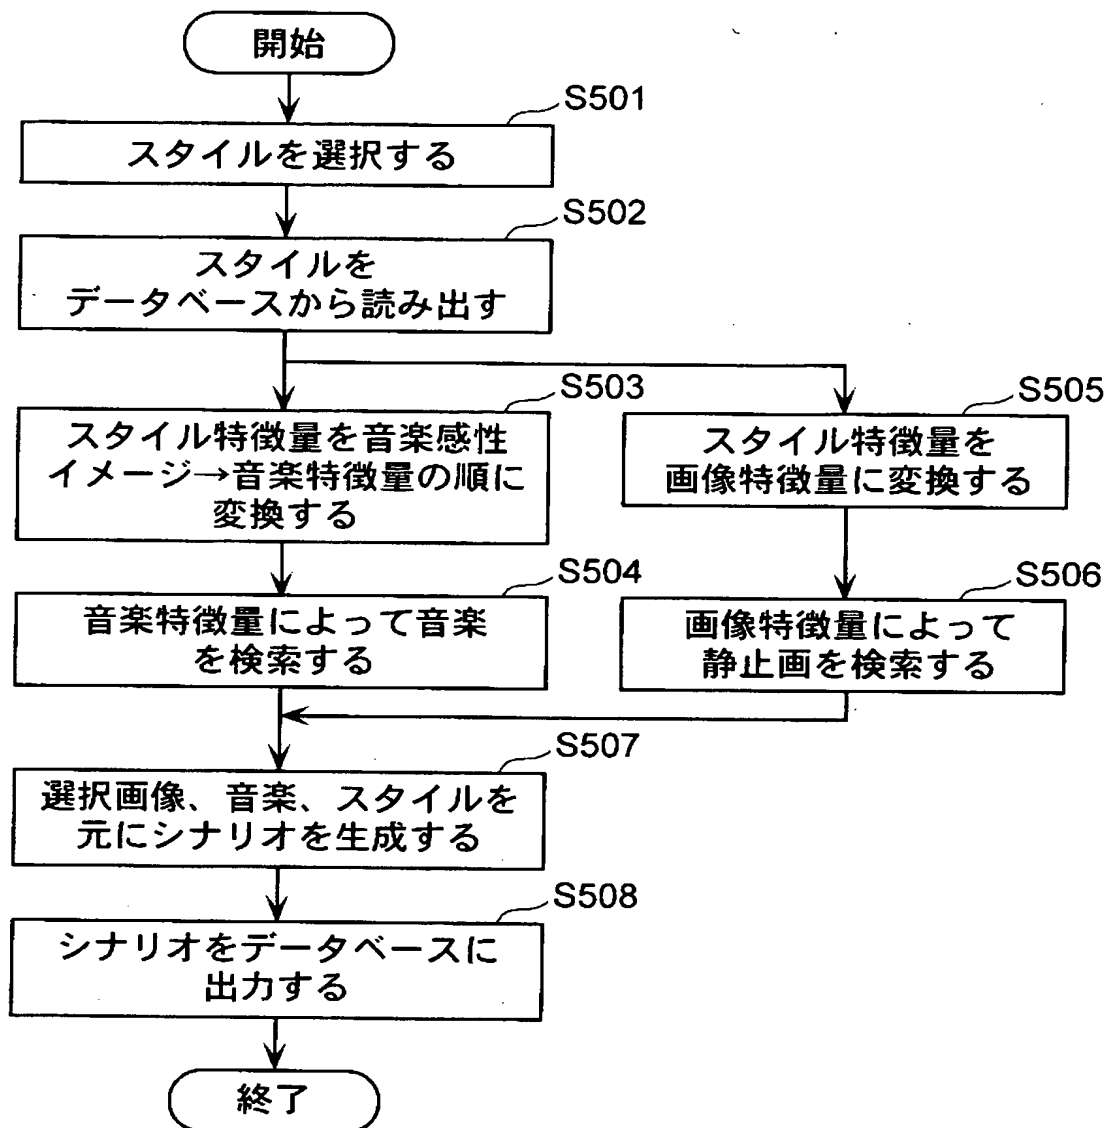 開始
S501
スタイルを選択する
S502
スタイルを
データベースから読み出す
S503
スタイル特徴量を音楽感性
イメージ→音楽特徴量の順に
変換する
S505
スタイル特徴量を
画像特徴量に変換する
S504
音楽特徴量によって音楽
を検索する
S506
画像特徴量によって
静止画を検索する
S507
選択画像、音楽、スタイルを
元にシナリオを生成する
S508
シナリオをデータベースに
出力する
終了